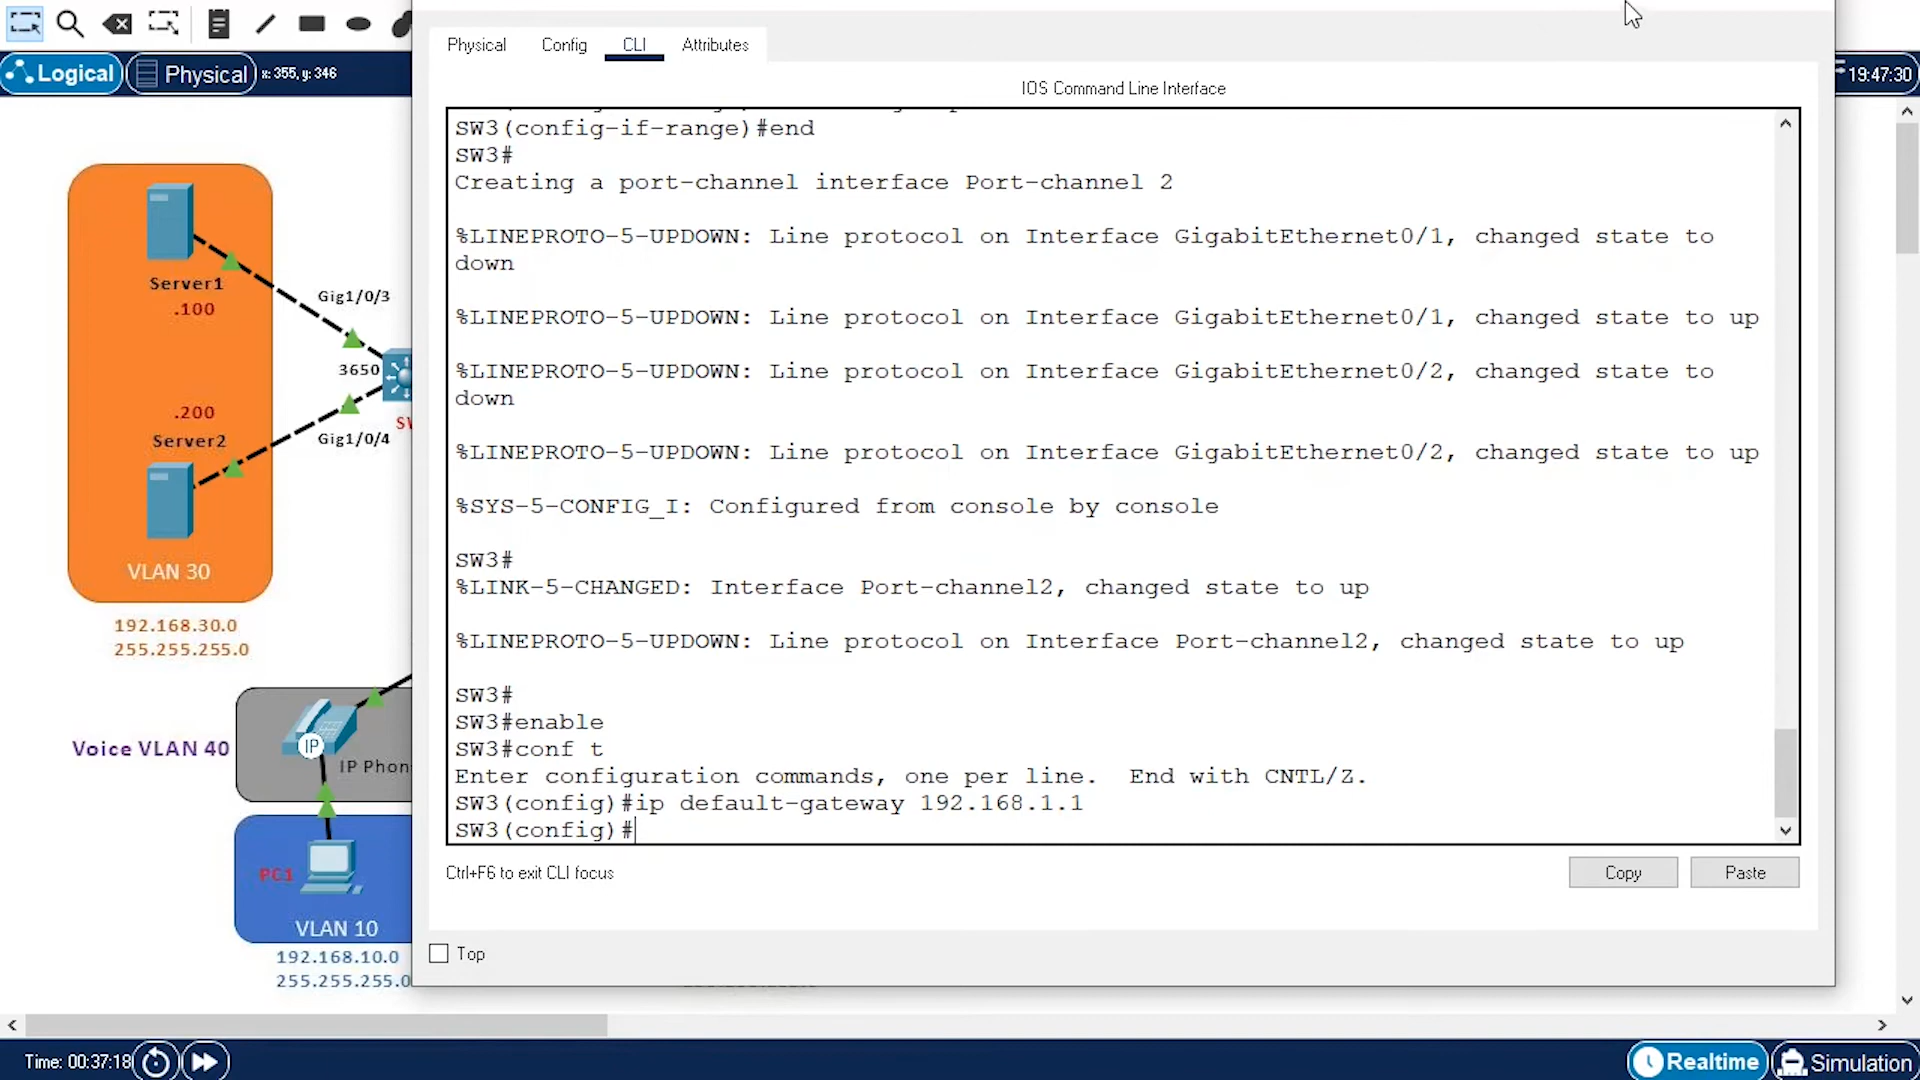 Logical
Physical
x: 355, y: 346
19:47:30
Physical
Config
CLI
Attributes
IOS Command Line Interface
SW3(config-if-range)#end
SW3#
Creating a port-channel interface Port-channel 2
%LINEPROTO-5-UPDOWN: Line protocol on Interface GigabitEthernet0/1, changed state to
down
%LINEPROTO-5-UPDOWN: Line protocol on Interface GigabitEthernet0/1, changed state to up
%LINEPROTO-5-UPDOWN: Line protocol on Interface GigabitEthernet0/2, changed state to
down
%LINEPROTO-5-UPDOWN: Line protocol on Interface GigabitEthernet0/2, changed state to up
%SYS-5-CONFIG_I: Configured from console by console
SW3#
%LINK-5-CHANGED: Interface Port-channel2, changed state to up
%LINEPROTO-5-UPDOWN: Line protocol on Interface Port-channel2, changed state to up
SW3#
SW3#enable
SW3#conf t
Enter configuration commands, one per line. End with CNTL/Z.
SW3(config)#ip default-gateway 192.168.1.1
SW3(config)#
Ctrl+F6 to exit CLI focus
Copy
Paste
Top
Server1
.100
Gig1/0/3
3650
.200
Server2
Gig1/0/4
VLAN 30
192.168.30.0
255.255.255.0
Voice VLAN 40
IP
IP Phon
PC1
VLAN 10
192.168.10.0
255.255.255.0
Time: 00:37:18
Realtime
Simulation